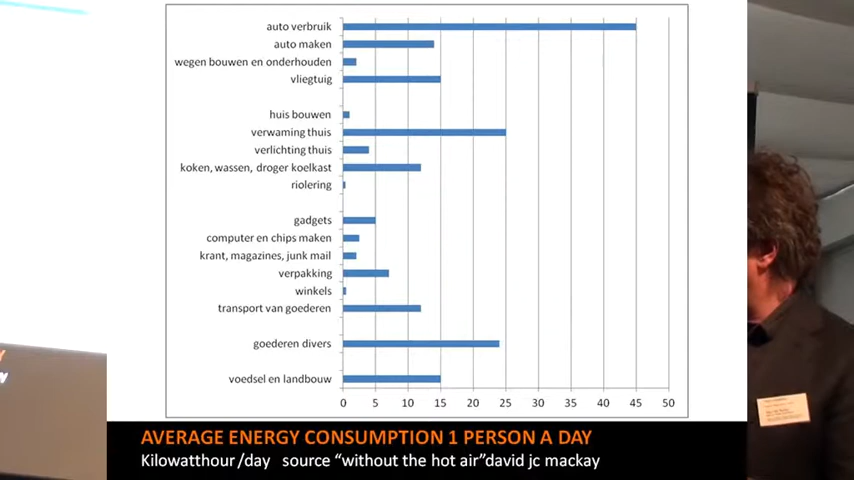 auto verbruik
auto maken
wegen bouwen en onderhouden
vliegtuig
huis bouwen
verwaming thuis
verlichting thuis
koken, wassen, droger koelkast
riolering
gadgets
computer en chips maken
krant, magazines, junk mail
verpakking
winkels
transport van goederen
goederen divers
voedsel en landbouw
0 5 10 15 20 25 30 35 40 45 50
AVERAGE ENERGY CONSUMPTION 1 PERSON A DAY
Kilowatthour/day source "without the hot air"david jc mackay